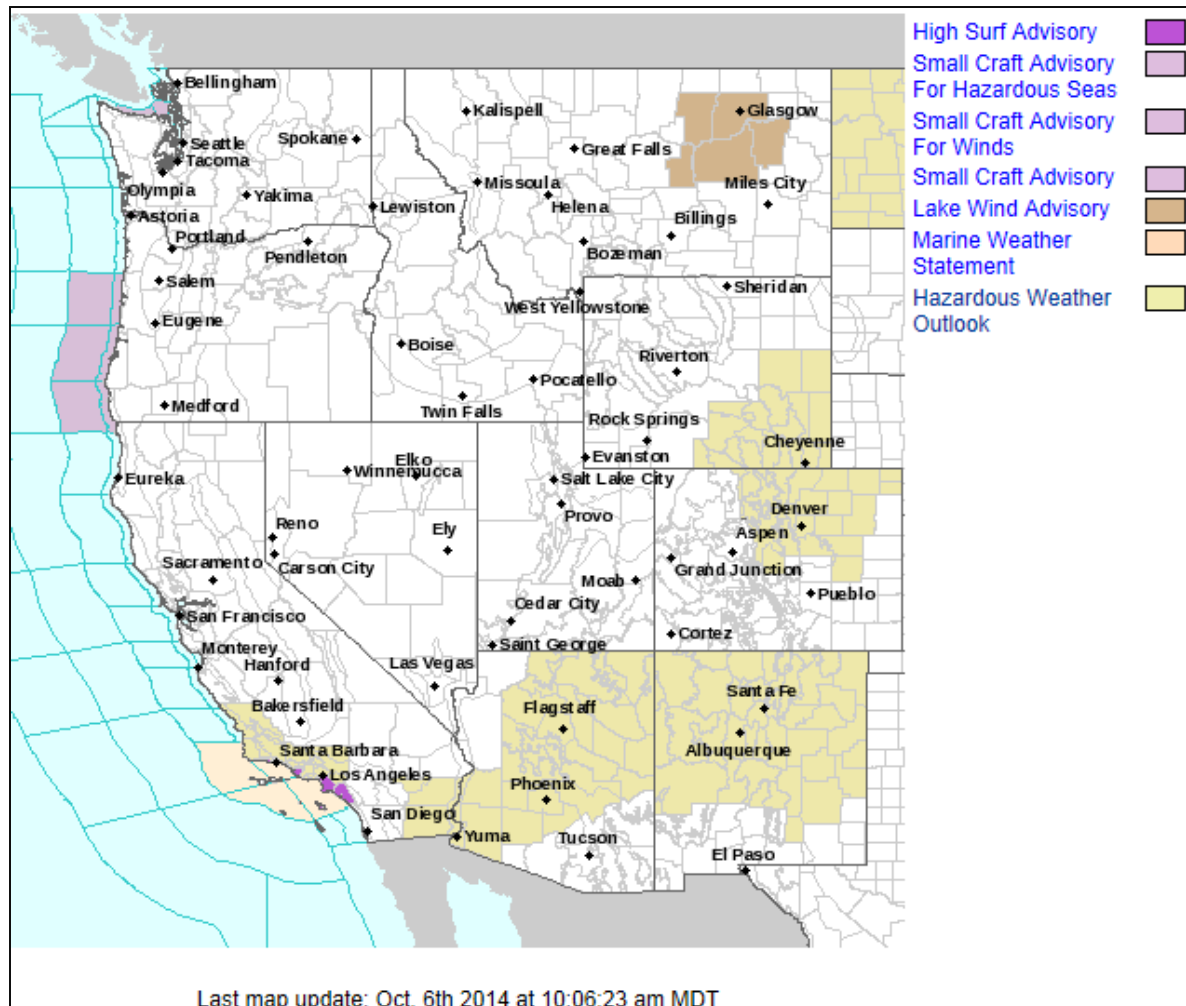 High Surf Advisory
Small Craft Advisory
For Hazardous Seas
Small Craft Advisory
For Winds
Small Craft Advisory
Lake Wind Advisory
Marine Weather
Statement
Hazardous Weather
Outlook
Bellingham
Kalispell
Glasgow
Seattle
Spokane
Great Falls
Tacoma
Olympia
Yakima
Missoula
Miles City
Lewiston
Helena
Astoria
Billings
Portland
Pendleton
Bozeman
Salem
Sheridan
West Yellowstone
Eugene
Boise
Riverton
Pocatello
Medford
Twin Falls
Rock Springs
Cheyenne
Evanston
Elko
Winnemucca
Eureka
Salt Lake City
Provo
Denver
Reno
Ely
Aspen
Sacramento
Carson City
Grand Junction
Moab
Pueblo
Cedar City
San Francisco
Cortez
Monterey
Saint George
Hanford
Las Vegas
Santa Fe
Bakersfield
Flagstaff
Santa Barbara
Albuquerque
Los Angeles
Phoenix
San Diego
Yuma
Tucson
El Paso
Last map update: Oct. 6th 2014 at 10:06:23 am MDT